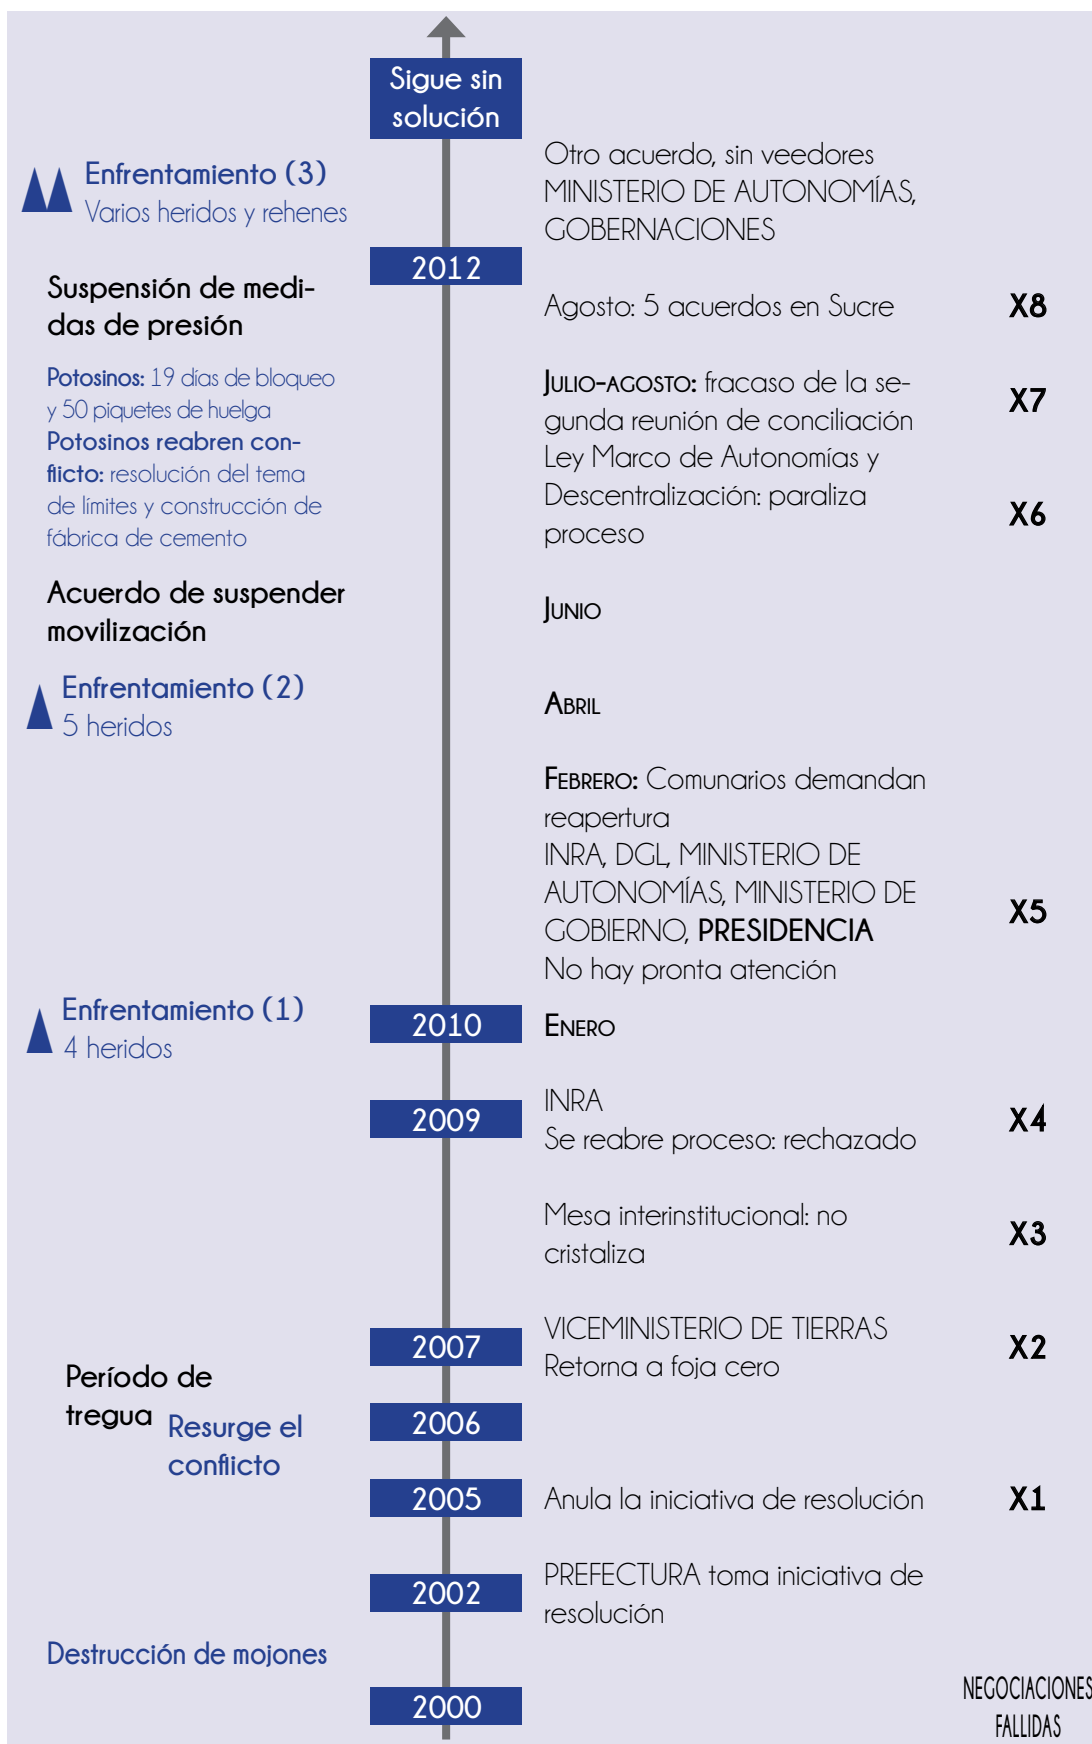 Sigue sin
solución
Enfrentamiento (3)
Varios heridos y rehenes
Otro acuerdo, sin veedores
MINISTERIO DE AUTONOMÍAS,
GOBERNACIONES
2012
Suspensión de medi-
das de presión
Agosto: 5 acuerdos en Sucre
X8
Potosinos: 19 días de bloqueo
y 50 piquetes de huelga
Potosinos reabren con-
flicto: resolución del tema
de límites y construcción de
fábrica de cemento
JULIO-AGOSTO: fracaso de la se-
gunda reunión de conciliación
Ley Marco de Autonomías y
Descentralización: paraliza
proceso
X7
X6
Acuerdo de suspender
movilización
JUNIO
Enfrentamiento (2)
5 heridos
ABRIL
FEBRERO: Comunarios demandan
reapertura
INRA, DGL, MINISTERIO DE
AUTONOMÍAS, MINISTERIO DE
GOBIERNO, PRESIDENCIA
No hay pronta atención
X5
Enfrentamiento (1)
4 heridos
2010
ENERO
2009
INRA
Se reabre proceso: rechazado
X4
Mesa interinstitucional: no
cristaliza
X3
2007
VICEMINISTERIO DE TIERRAS
Retorna a foja cero
X2
Período de
tregua
Resurge el
conflicto
2006
2005
Anula la iniciativa de resolución
X1
2002
PREFECTURA toma iniciativa de
resolución
Destrucción de mojones
2000
NEGOCIACIONES
FALLIDAS